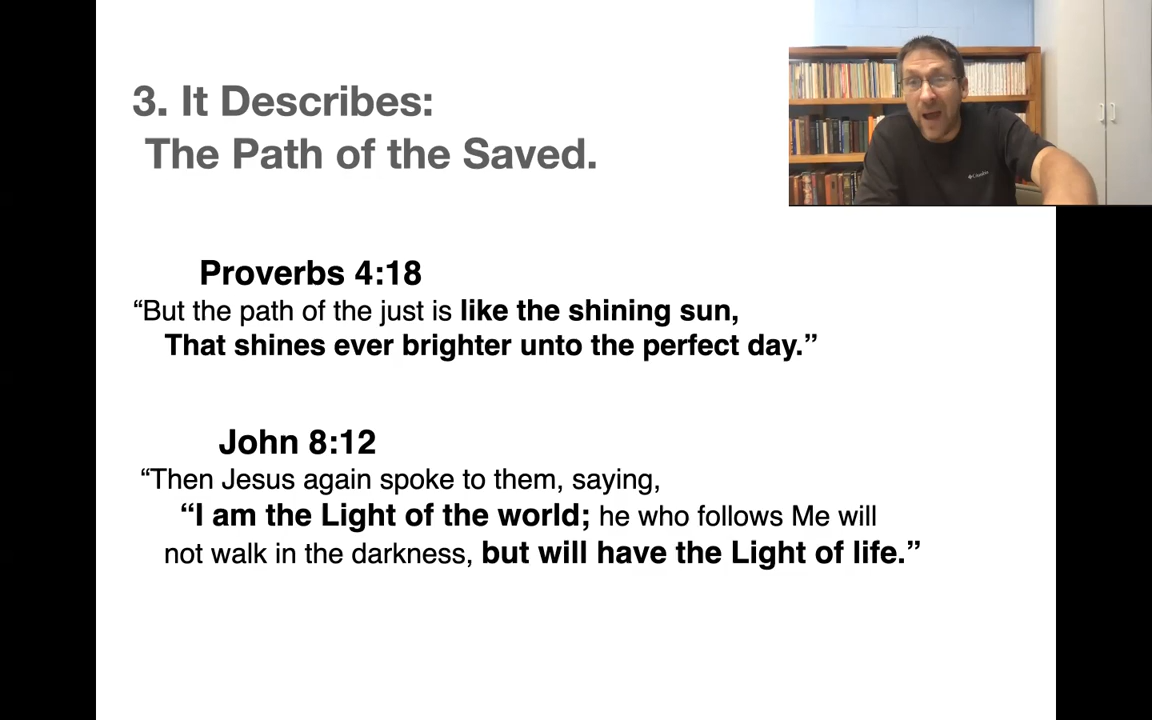 3. It Describes:
The Path of the Saved.
Columbia
Proverbs 4:18
“But the path of the just is like the shining sun,
That shines ever brighter unto the perfect day.”
John 8:12
“Then Jesus again spoke to them, saying,
“I am the Light of the world; he who follows Me will
not walk in the darkness, but will have the Light of life.”